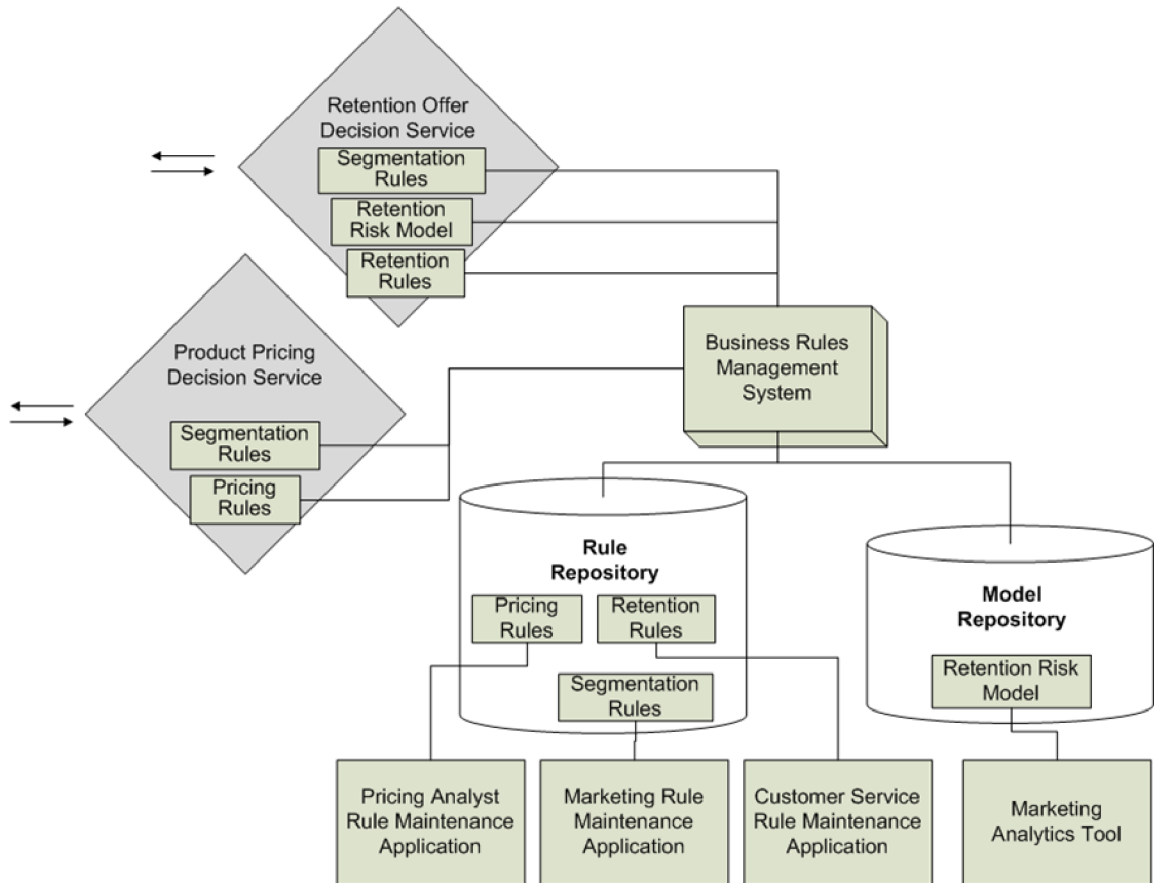 Retention Offer
Decision Service
Segmentation
Rules
Retention
Risk Model
Retention
Rules
Product Pricing
Decision Service
Segmentation
Rules
Pricing
Rules
Business Rules
Management
System
Rule
Repository
Pricing
Rules
Retention
Rules
Segmentation
Rules
Model
Repository
Retention Risk
Model
Pricing Analyst
Rule Maintenance
Application
Marketing Rule
Maintenance
Application
Customer Service
Rule Maintenance
Application
Marketing
Analytics Tool